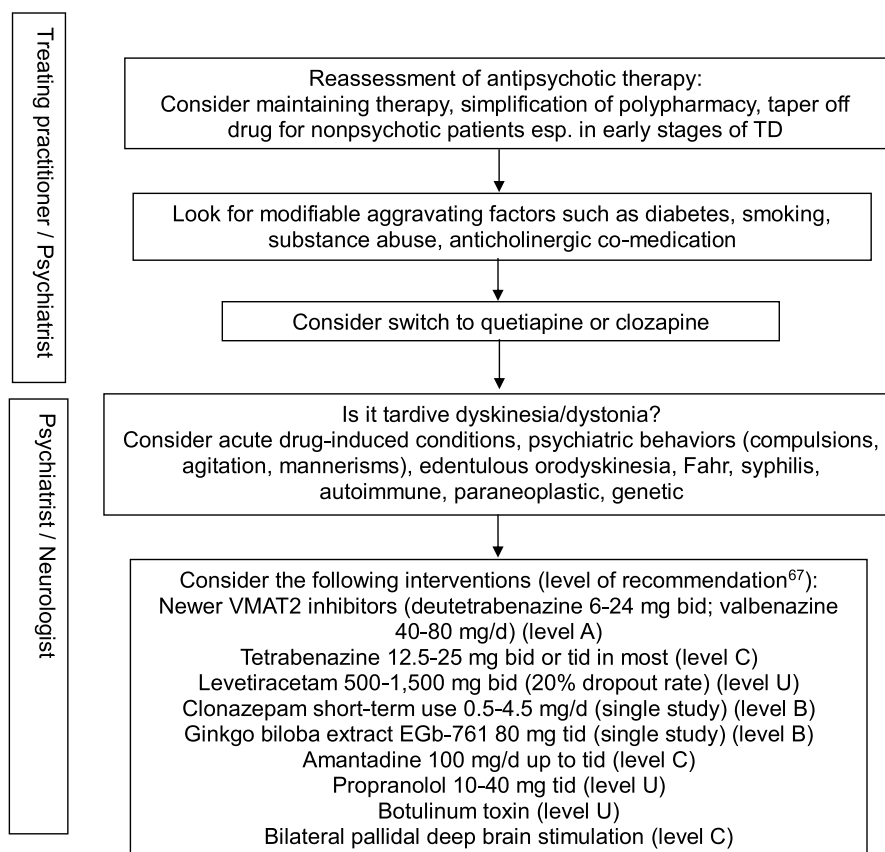 Treating practitioner / Psychiatrist
Reassessment of antipsychotic therapy:
Consider maintaining therapy, simplification of polypharmacy, taper off
drug for nonpsychotic patients esp. in early stages of TD
Look for modifiable aggravating factors such as diabetes, smoking,
substance abuse, anticholinergic co-medication
Consider switch to quetiapine or clozapine
Psychiatrist / Neurologist
Is it tardive dyskinesia/dystonia?
Consider acute drug-induced conditions, psychiatric behaviors (compulsions,
agitation, mannerisms), edentulous orodyskinesia, Fahr, syphilis,
autoimmune, paraneoplastic, genetic
Consider the following interventions (level of recommendation⁶⁷):
Newer VMAT2 inhibitors (deutetrabenazine 6-24 mg bid; valbenazine
40-80 mg/d) (level A)
Tetrabenazine 12.5-25 mg bid or tid in most (level C)
Levetiracetam 500-1,500 mg bid (20% dropout rate) (level U)
Clonazepam short-term use 0.5-4.5 mg/d (single study) (level B)
Ginkgo biloba extract EGb-761 80 mg tid (single study) (level B)
Amantadine 100 mg/d up to tid (level C)
Propranolol 10-40 mg tid (level U)
Botulinum toxin (level U)
Bilateral pallidal deep brain stimulation (level C)